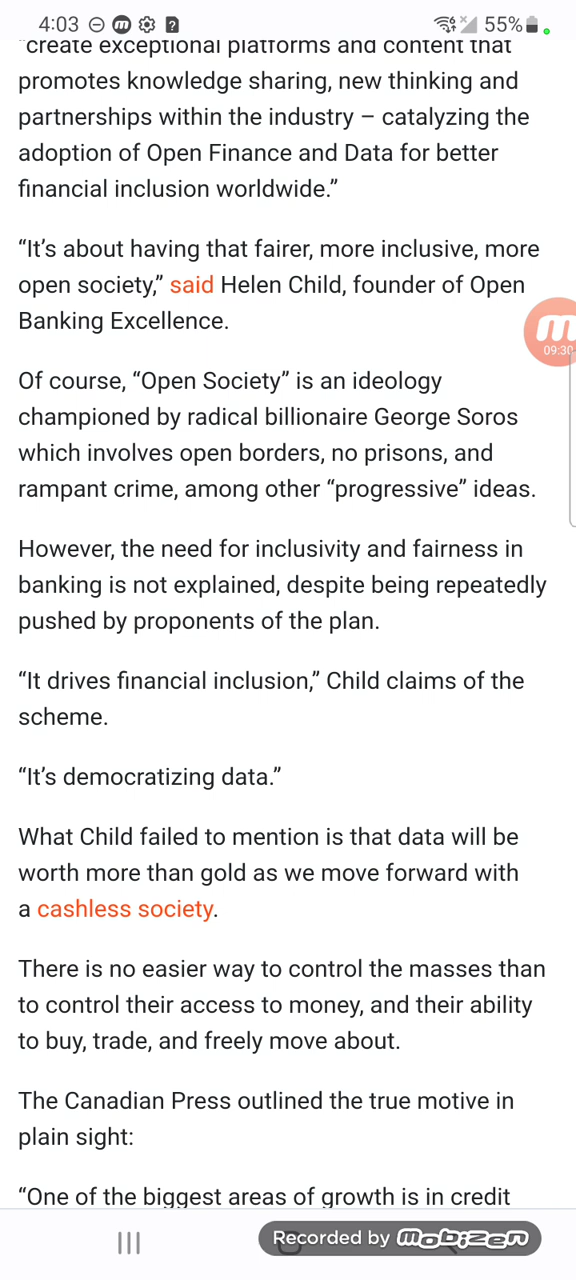 4:03
55%
"create exceptional platforms and content that
promotes knowledge sharing, new thinking and
partnerships within the industry – catalyzing the
adoption of Open Finance and Data for better
financial inclusion worldwide.”
“It’s about having that fairer, more inclusive, more
open society,” said Helen Child, founder of Open
Banking Excellence.
m
09:30
Of course, “Open Society” is an ideology
championed by radical billionaire George Soros
which involves open borders, no prisons, and
rampant crime, among other “progressive” ideas.
However, the need for inclusivity and fairness in
banking is not explained, despite being repeatedly
pushed by proponents of the plan.
“It drives financial inclusion,” Child claims of the
scheme.
“It’s democratizing data.”
What Child failed to mention is that data will be
worth more than gold as we move forward with
a cashless society.
There is no easier way to control the masses than
to control their access to money, and their ability
to buy, trade, and freely move about.
The Canadian Press outlined the true motive in
plain sight:
“One of the biggest areas of growth is in credit
Recorded by mobizen